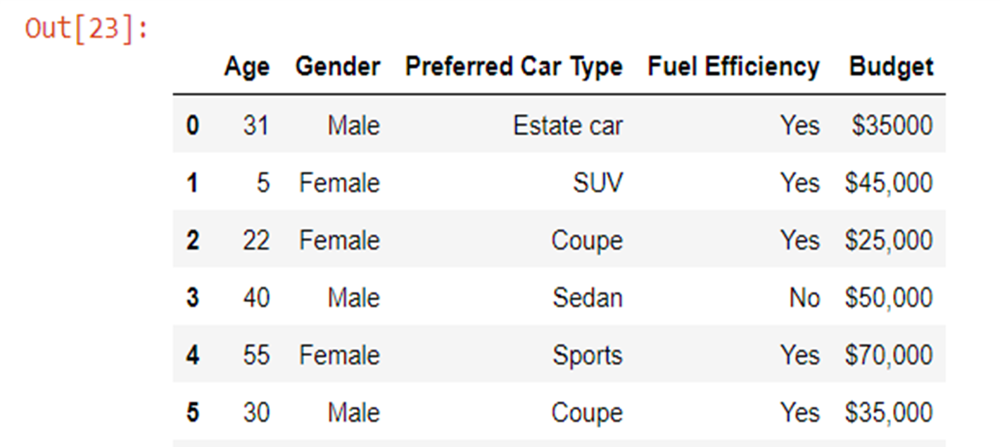 Out[23]:
Age Gender Preferred Car Type Fuel Efficiency Budget
0 31 Male Estate car Yes $35000
1 5 Female SUV Yes $45,000
2 22 Female Coupe Yes $25,000
3 40 Male Sedan No $50,000
4 55 Female Sports Yes $70,000
5 30 Male Coupe Yes $35,000